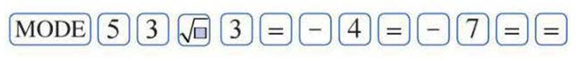 MODE 5 3 √□ 3 = − 4 = − 7 = =